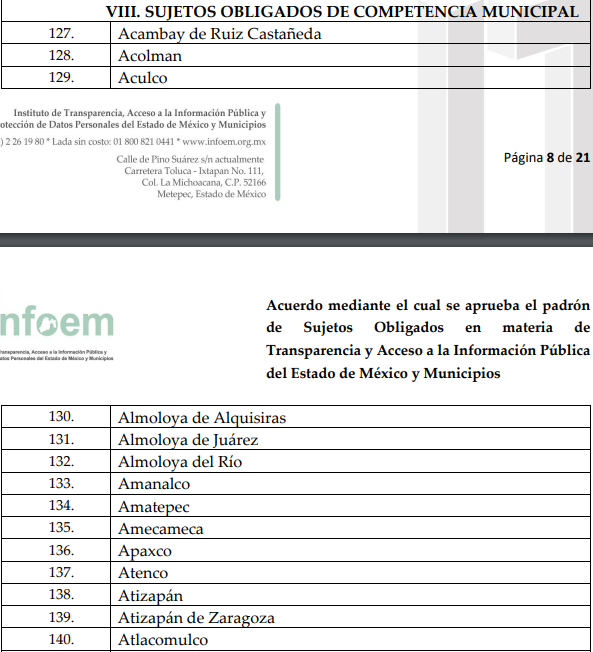 VIII. SUJETOS OBLIGADOS DE COMPETENCIA MUNICIPAL
127. Acambay de Ruiz Castañeda
128. Acolman
129. Aculco
Instituto de Transparencia, Acceso a la Información Pública y
otección de Datos Personales del Estado de México y Municipios
) 2 26 19 80 * Lada sin costo: 01 800 821 0441 * www.infoem.org.mx
Calle de Pino Suárez s/n actualmente
Carretera Toluca - Ixtapan No. 111,
Col. La Michoacana, C.P. 52166
Metepec, Estado de México
Página 8 de 21
nfoem
ransparencia, Acceso a la Información Pública y
atos Personales del Estado de México y Municipios
Acuerdo mediante el cual se aprueba el padrón
de Sujetos Obligados en materia de
Transparencia y Acceso a la Información Pública
del Estado de México y Municipios
130. Almoloya de Alquisiras
131. Almoloya de Juárez
132. Almoloya del Río
133. Amanalco
134. Amatepec
135. Amecameca
136. Apaxco
137. Atenco
138. Atizapán
139. Atizapán de Zaragoza
140. Atlacomulco